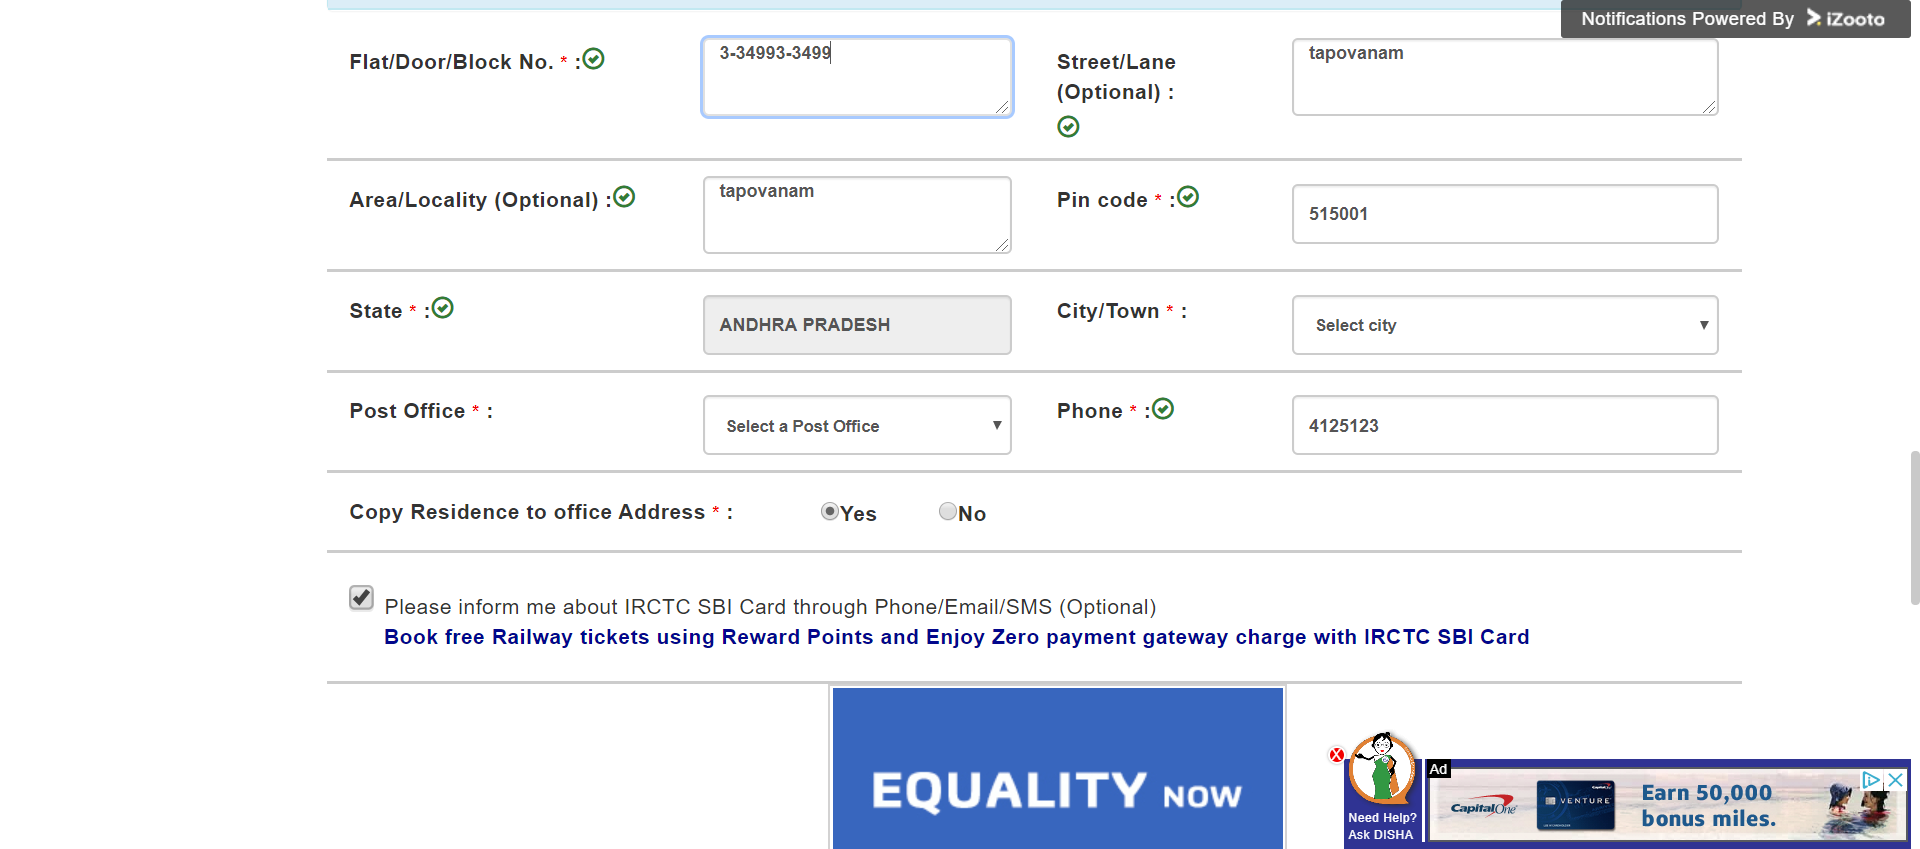 Notifications Powered By iZooto
Flat/Door/Block No. * :
3-34993-3499
Street/Lane
(Optional) :
tapovanam
Area/Locality (Optional) :
tapovanam
Pin code * :
515001
State * :
ANDHRA PRADESH
City/Town * :
Select city
Post Office * :
Select a Post Office
Phone * :
4125123
Copy Residence to office Address * :
Yes
No
Please inform me about IRCTC SBI Card through Phone/Email/SMS (Optional)
Book free Railway tickets using Reward Points and Enjoy Zero payment gateway charge with IRCTC SBI Card
EQUALITY NOW
X
Need Help?
Ask DISHA
Ad
Capital One
VENTURE
Earn 50,000
bonus miles.